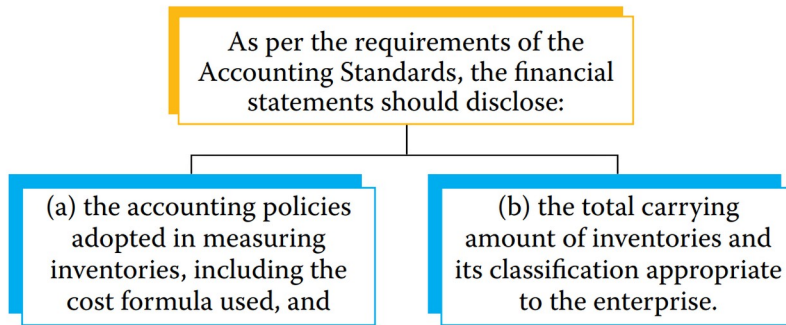 As per the requirements of the
Accounting Standards, the financial
statements should disclose:
(a) the accounting policies
adopted in measuring
inventories, including the
cost formula used, and
(b) the total carrying
amount of inventories and
its classification appropriate
to the enterprise.